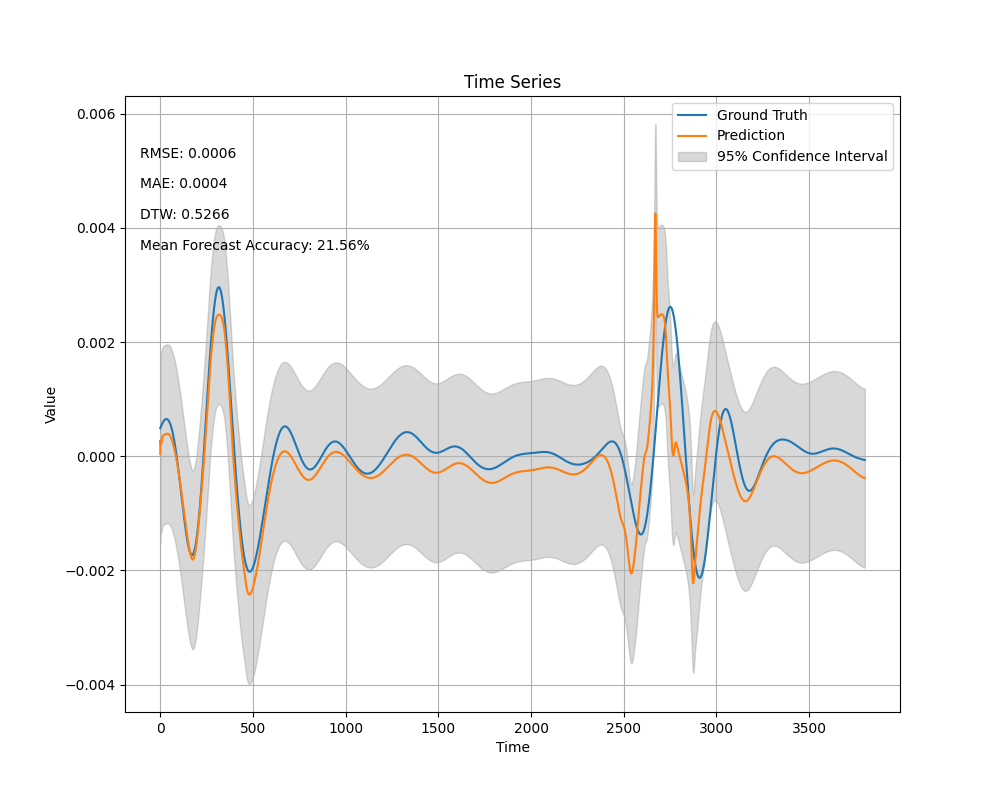 Time Series
Ground Truth
Prediction
95% Confidence Interval
RMSE: 0.0006
MAE: 0.0004
DTW: 0.5266
Mean Forecast Accuracy: 21.56%
Value
0.006
0.004
0.002
0.000
−0.002
−0.004
0 500 1000 1500 2000 2500 3000 3500
Time